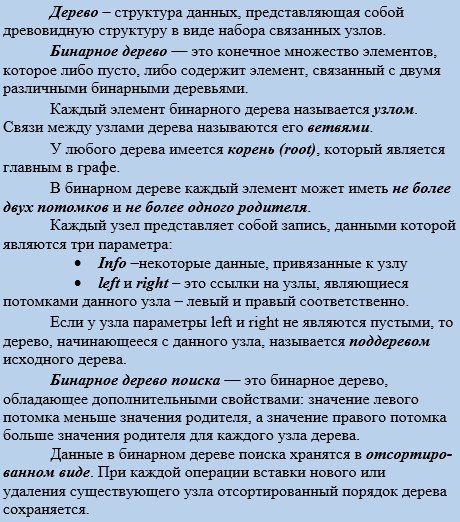 Дерево – структура данных, представляющая собой
древовидную структуру в виде набора связанных узлов.
Бинарное дерево — это конечное множество элементов,
которое либо пусто, либо содержит элемент, связанный с двумя
различными бинарными деревьями.
Каждый элемент бинарного дерева называется узлом.
Связи между узлами дерева называются его ветвями.
У любого дерева имеется корень (root), который является
главным в графе.
В бинарном дереве каждый элемент может иметь не более
двух потомков и не более одного родителя.
Каждый узел представляет собой запись, данными которой
являются три параметра:
• Info –некоторые данные, привязанные к узлу
• left и right – это ссылки на узлы, являющиеся
потомками данного узла – левый и правый соответственно.
Если у узла параметры left и right не являются пустыми, то
дерево, начинающееся с данного узла, называется поддеревом
исходного дерева.
Бинарное дерево поиска — это бинарное дерево,
обладающее дополнительными свойствами: значение левого
потомка меньше значения родителя, а значение правого потомка
больше значения родителя для каждого узла дерева.
Данные в бинарном дереве поиска хранятся в отсортиро-
ванном виде. При каждой операции вставки нового или
удаления существующего узла отсортированный порядок дерева
сохраняется.